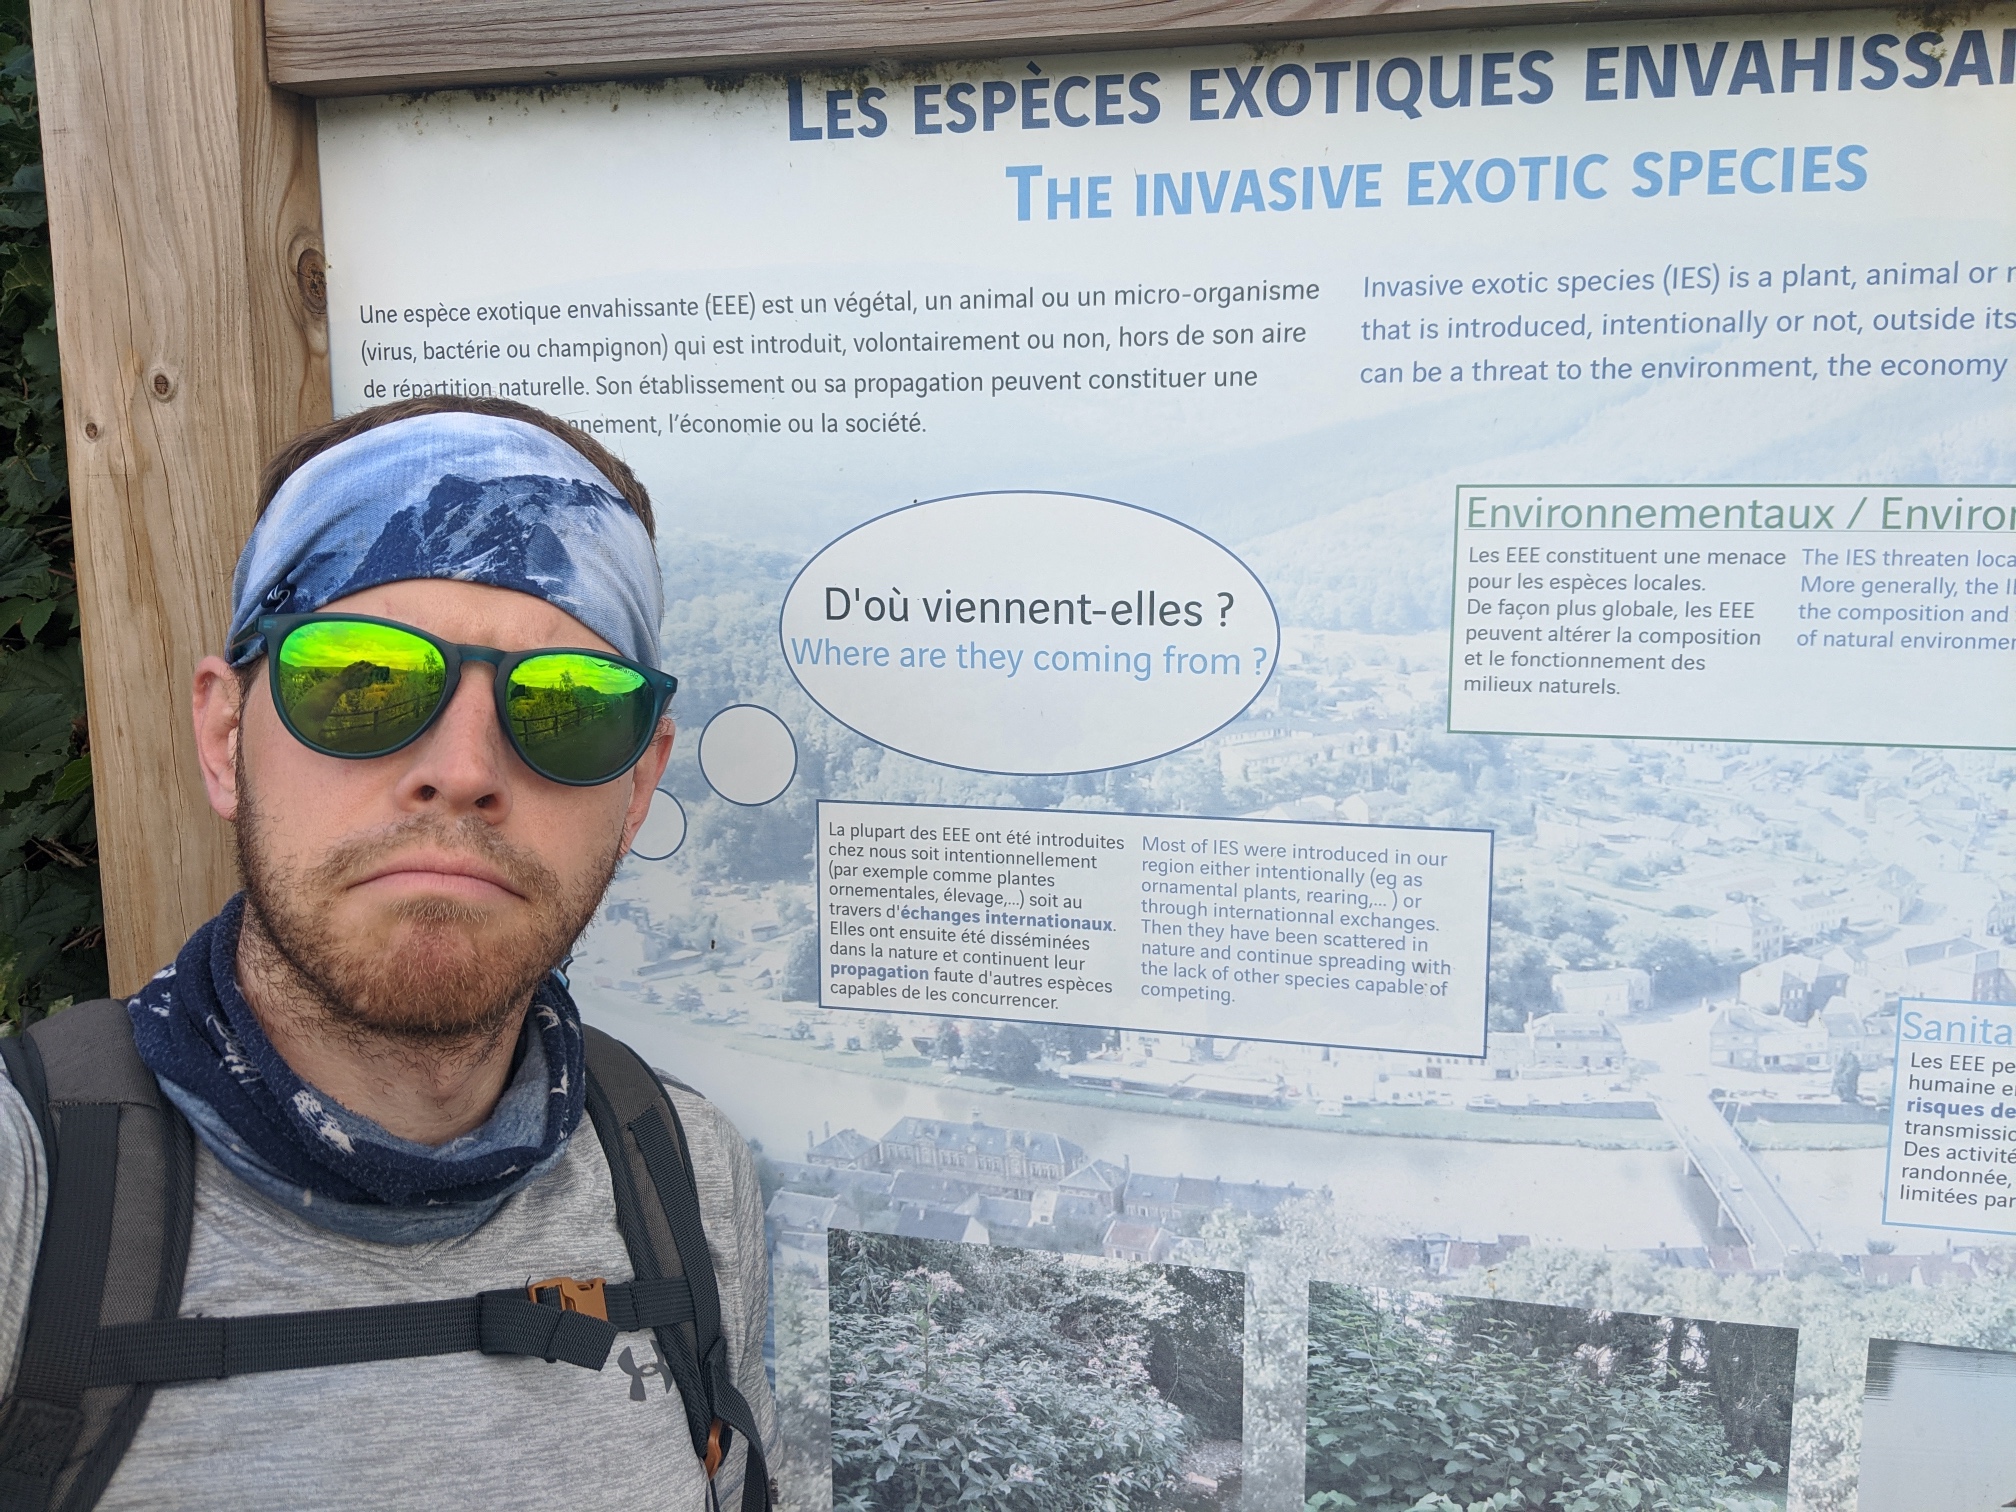 LES ESPÈCES EXOTIQUES ENVAHISSA
THE INVASIVE EXOTIC SPECIES
Une espèce exotique envahissante (EEE) est un végétal, un animal ou un micro-organisme
(virus, bactérie ou champignon) qui est introduit, volontairement ou non, hors de son aire
de répartition naturelle. Son établissement ou sa propagation peuvent constituer une
nnement, l'économie ou la société.
Invasive exotic species (IES) is a plant, animal or
that is introduced, intentionally or not, outside its
can be a threat to the environment, the economy
D'où viennent-elles ?
Where are they coming from ?
Environnementaux / Environ
Les EEE constituent une menace
pour les espèces locales.
De façon plus globale, les EEE
peuvent altérer la composition
et le fonctionnement des
milieux naturels.
The IES threaten loca
More generally, the I
the composition and
of natural environme
La plupart des EEE ont été introduites
chez nous soit intentionnellement
(par exemple comme plantes
ornementales, élevage,...) soit au
travers d'échanges internationaux.
Elles ont ensuite été disséminées
dans la nature et continuent leur
propagation faute d'autres espèces
capables de les concurrencer.
Most of IES were introduced in our
region either intentionally (eg as
ornamental plants, rearing,... ) or
through internationnal exchanges.
Then they have been scattered in
nature and continue spreading with
the lack of other species capable of
competing.
Sanita
Les EEE pe
humaine e
risques de
transmissio
Des activité
randonnée,
limitées par